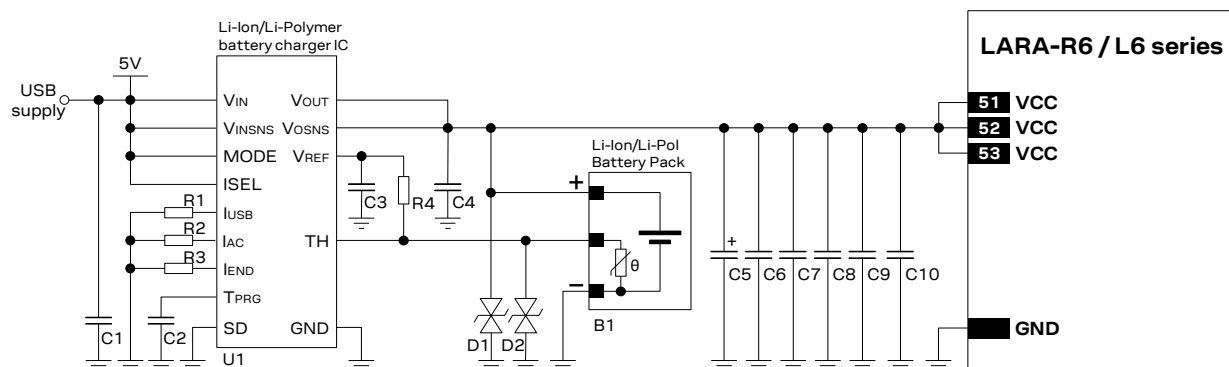 Li-Ion/Li-Polymer
battery charger IC
LARA-R6 / L6 series
5V
USB
supply
VIN
VOUT
51 VCC
VINSNS
VOSNS
52 VCC
MODE
VREF
Li-Ion/Li-Pol
Battery Pack
53 VCC
ISEL
+
R1
IUSB
C3
R4
C4
R2
IAC
TH
+
R3
IEND
θ
C5
C6
C7
C8
C9
C10
TPRG
–
C1
C2
SD
GND
D1
D2
B1
GND
U1